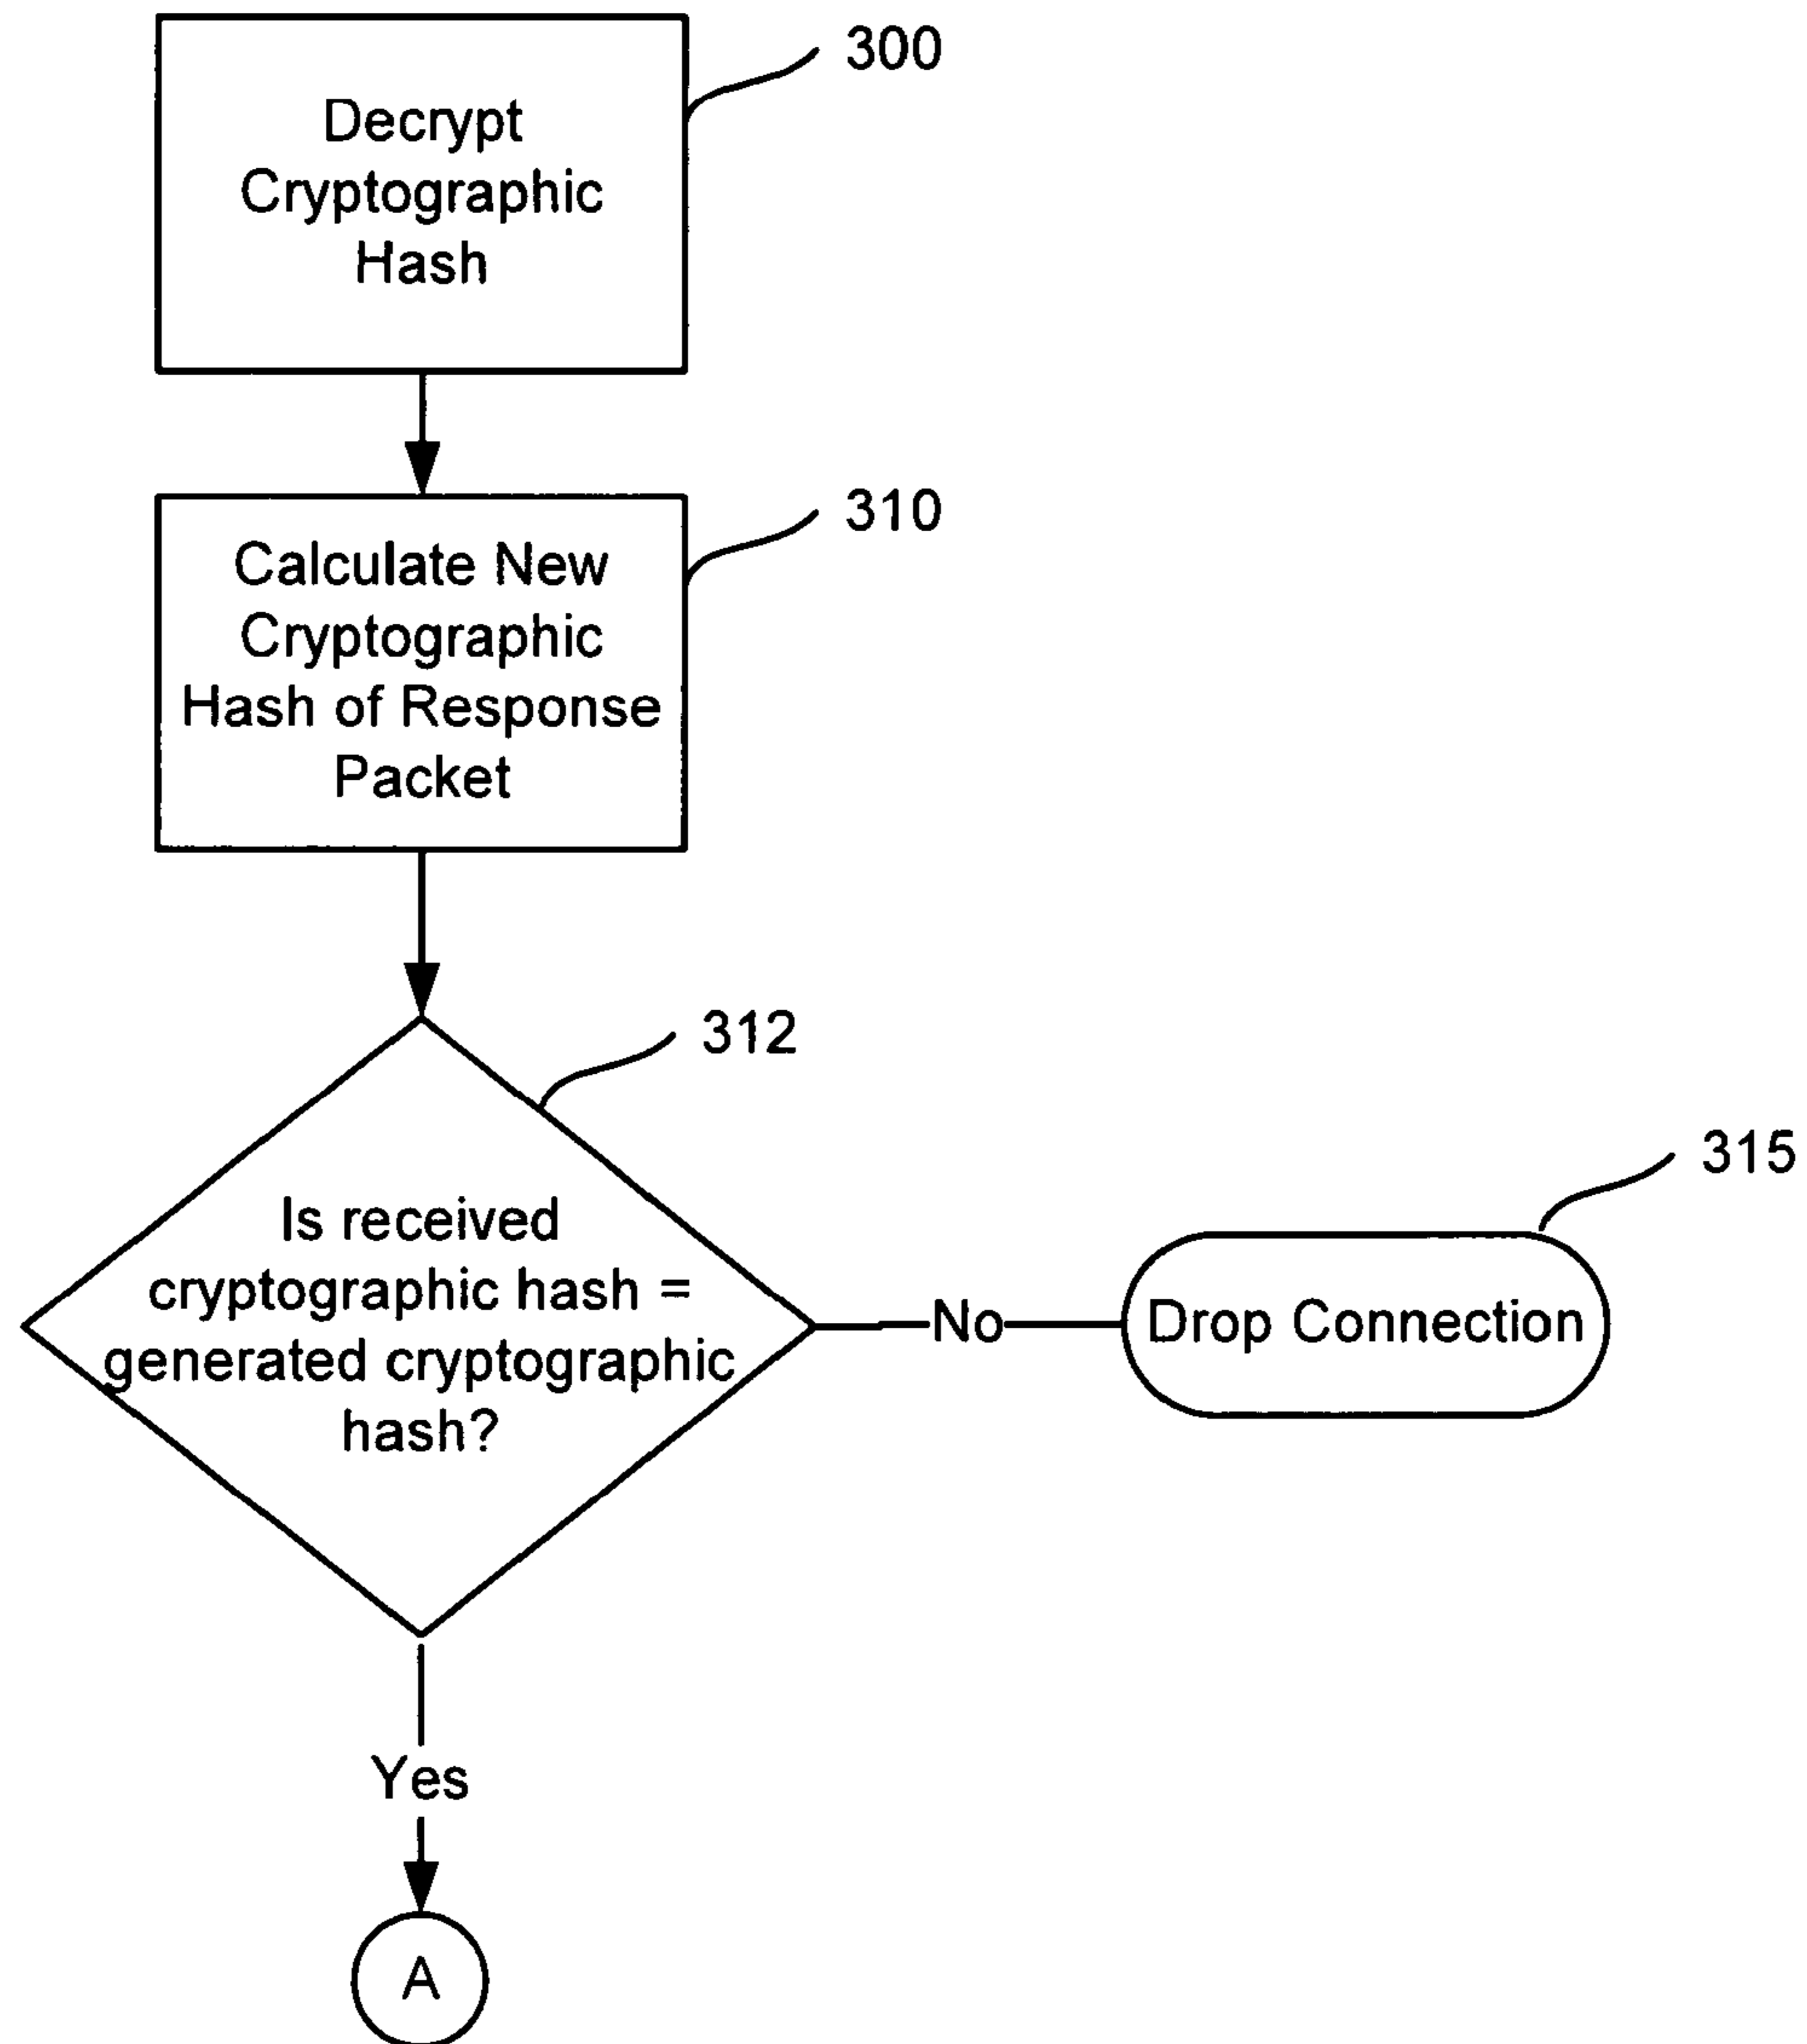 300
Decrypt
Cryptographic
Hash
310
Calculate New
Cryptographic
Hash of Response
Packet
312
315
Is received
cryptographic hash =
generated cryptographic
hash?
No
Drop Connection
Yes
A